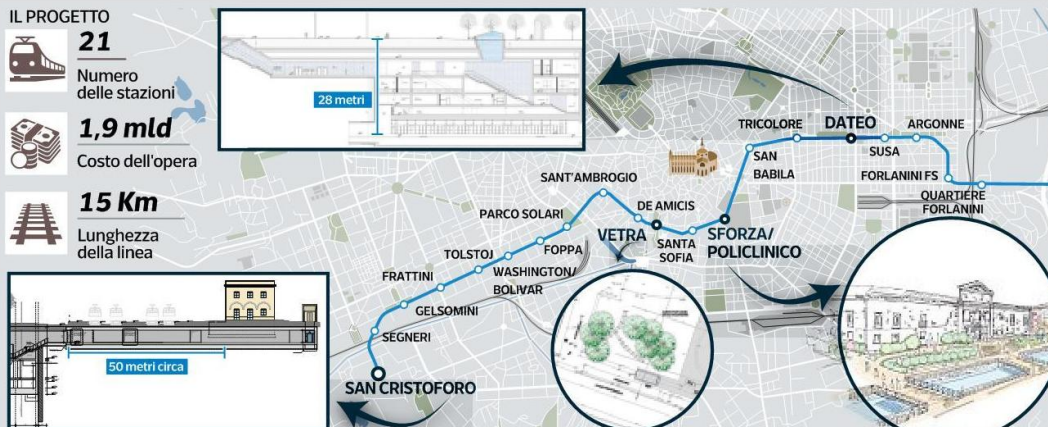 IL PROGETTO
21
Numero
delle stazioni
1,9 mld
Costo dell'opera
15 Km
Lunghezza
della linea
28 metri
50 metri circa
SAN CRISTOFORO
SEGNERI
GELSOMINI
FRATTINI
TOLSTOJ
WASHINGTON/
BOLIVAR
FOPPA
PARCO SOLARI
SANT'AMBROGIO
DE AMICIS
VETRA
SANTA
SOFIA
SFORZA/
POLICLINICO
SAN
BABILA
TRICOLORE
DATEO
SUSA
ARGONNE
FORLANINI FS
QUARTIERE
FORLANINI